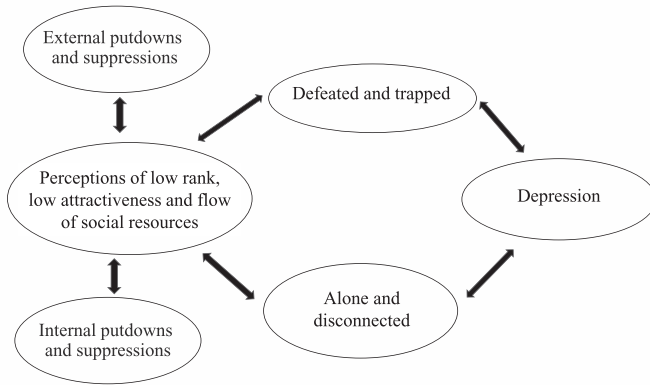 External putdowns
and suppressions
Defeated and trapped
Perceptions of low rank,
low attractiveness and flow
of social resources
Depression
Alone and
disconnected
Internal putdowns
and suppressions